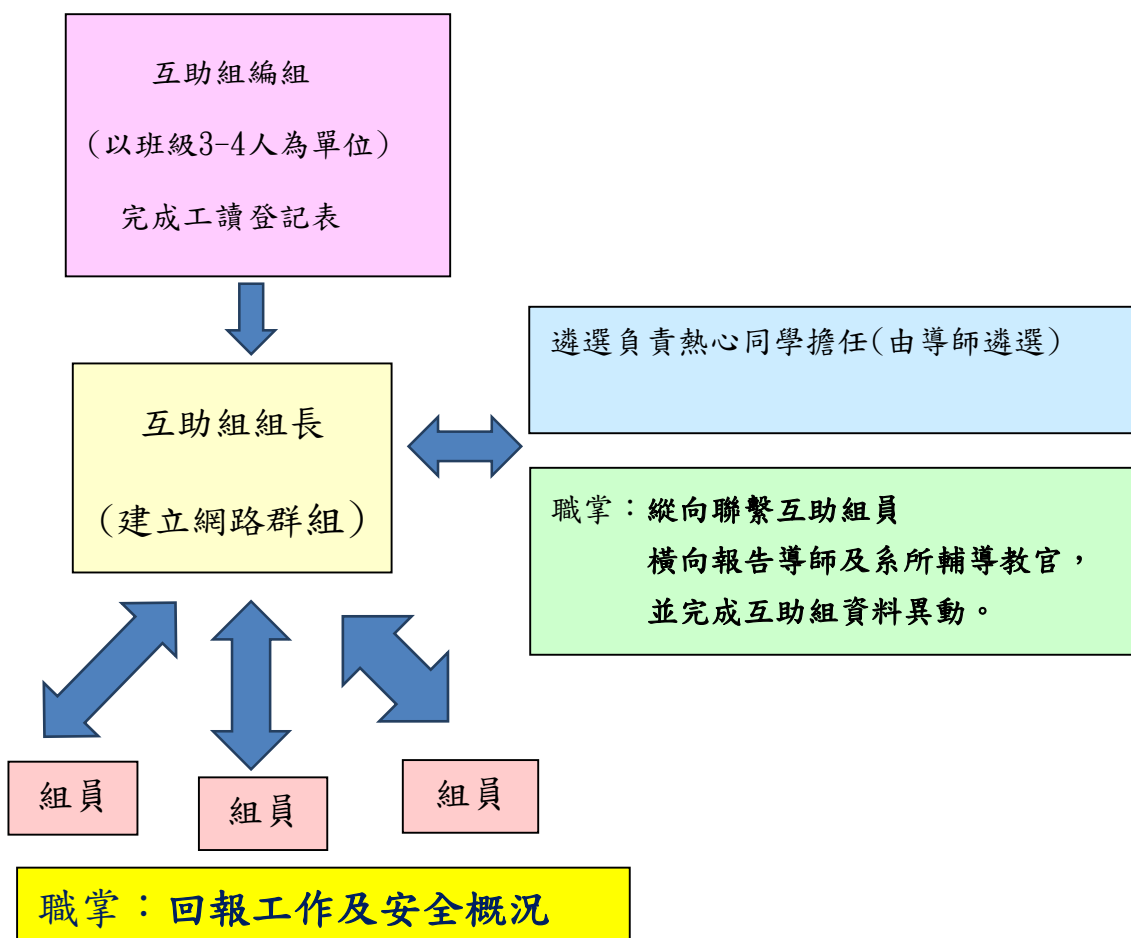 互助組編組
(以班級3-4人為單位)
完成工讀登記表
遴選負責熱心同學擔任(由導師遴選)
互助組組長
(建立網路群組)
職掌：縱向聯繫互助組員
橫向報告導師及系所輔導教官，
並完成互助組資料異動。
組員
組員
組員
職掌：回報工作及安全概況